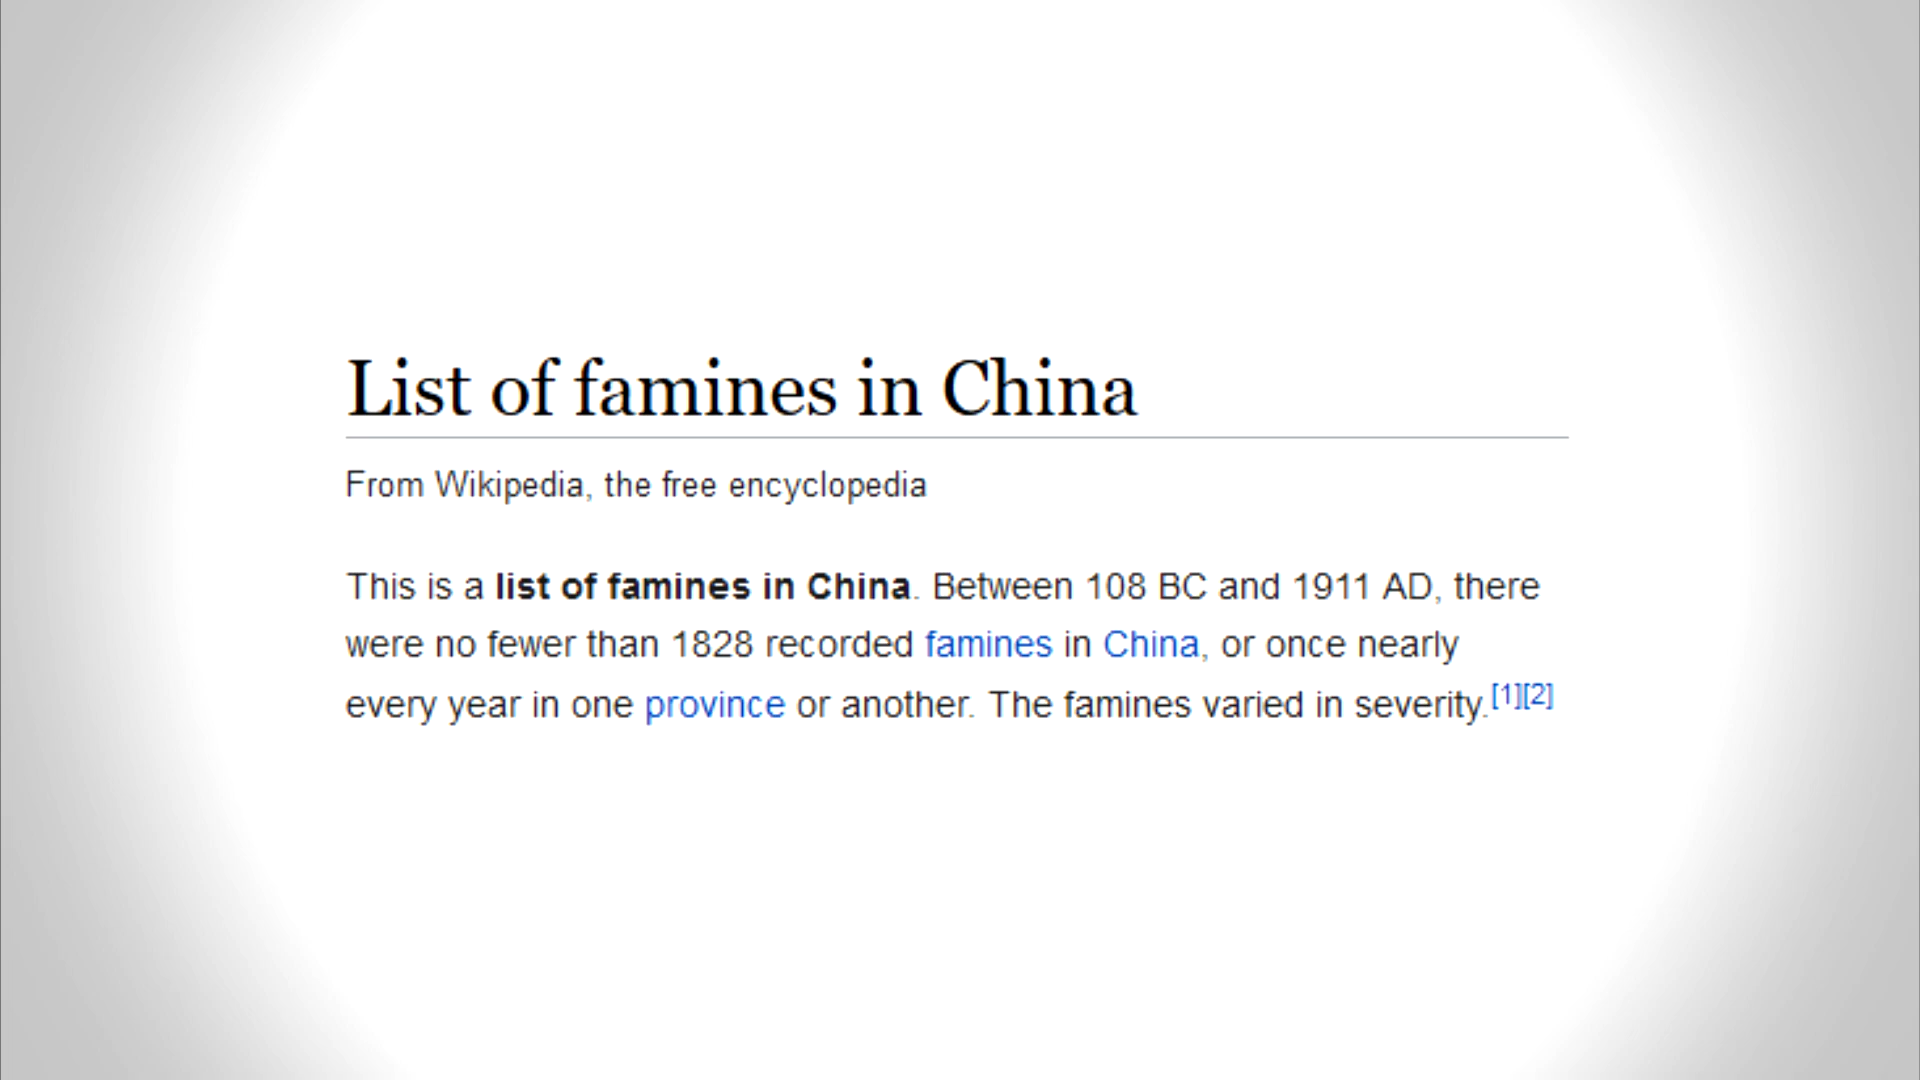 List of famines in China
From Wikipedia, the free encyclopedia
This is a list of famines in China. Between 108 BC and 1911 AD, there
were no fewer than 1828 recorded famines in China, or once nearly
every year in one province or another. The famines varied in severity.[1][2]